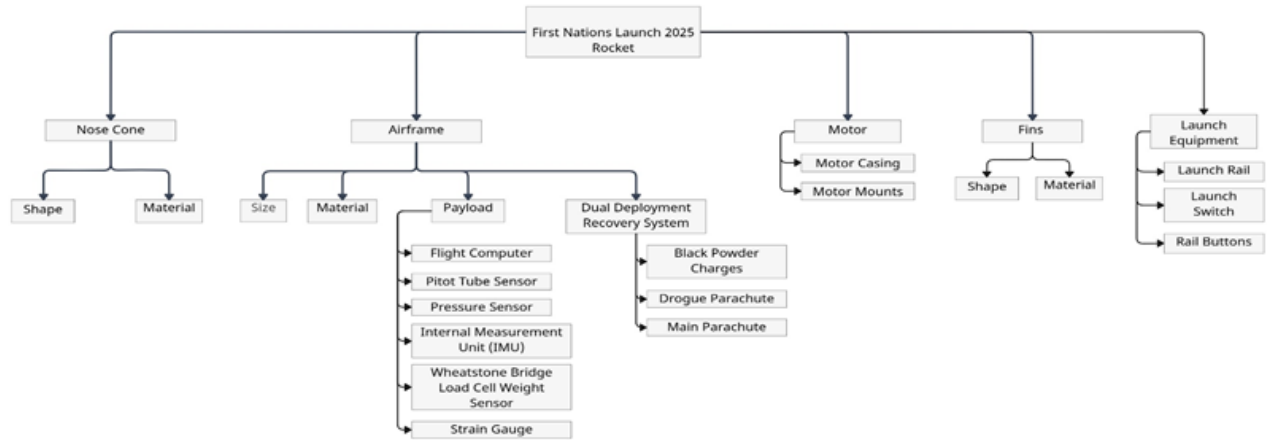 First Nations Launch 2025
Rocket
Nose Cone
Shape
Material
Airframe
Size
Material
Payload
Flight Computer
Pitot Tube Sensor
Pressure Sensor
Internal Measurement
Unit (IMU)
Wheatstone Bridge
Load Cell Weight
Sensor
Strain Gauge
Dual Deployment
Recovery System
Black Powder
Charges
Drogue Parachute
Main Parachute
Motor
Motor Casing
Motor Mounts
Fins
Shape
Material
Launch
Equipment
Launch Rail
Launch
Switch
Rail Buttons